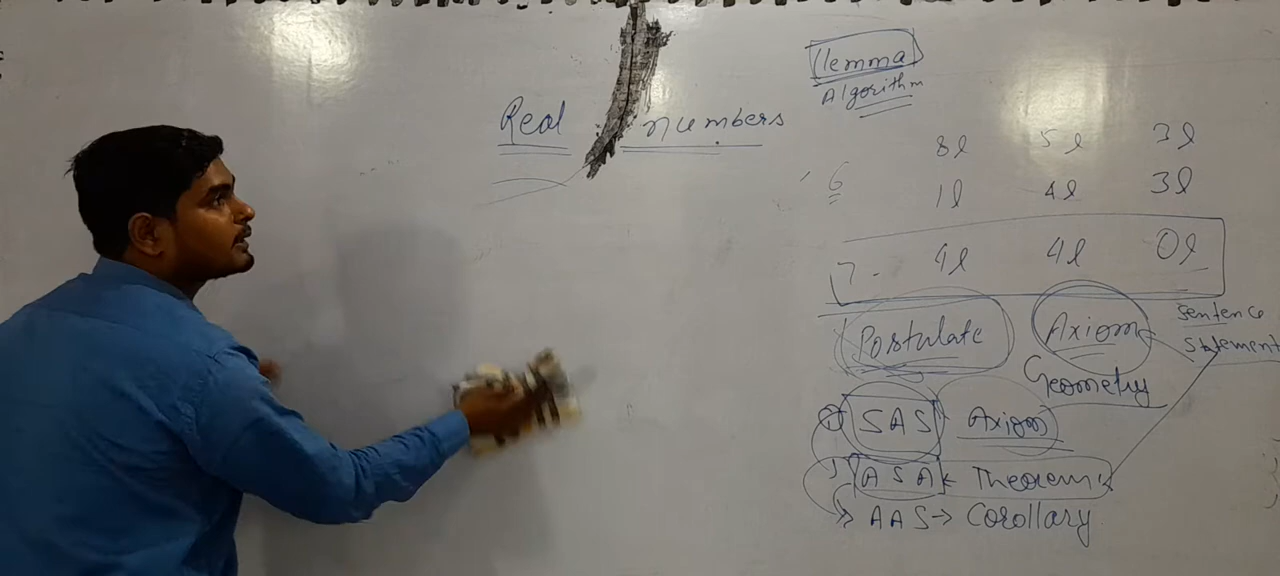 lemma
Algorithm
Real numbers
8l 5l 3l
6 1l 4l 3l
7. 4l 4l 0l
Postulate Axiom
Sentence
Statement
Geometry
① SAS Axiom
ASA Theorem
AAS → Corollary